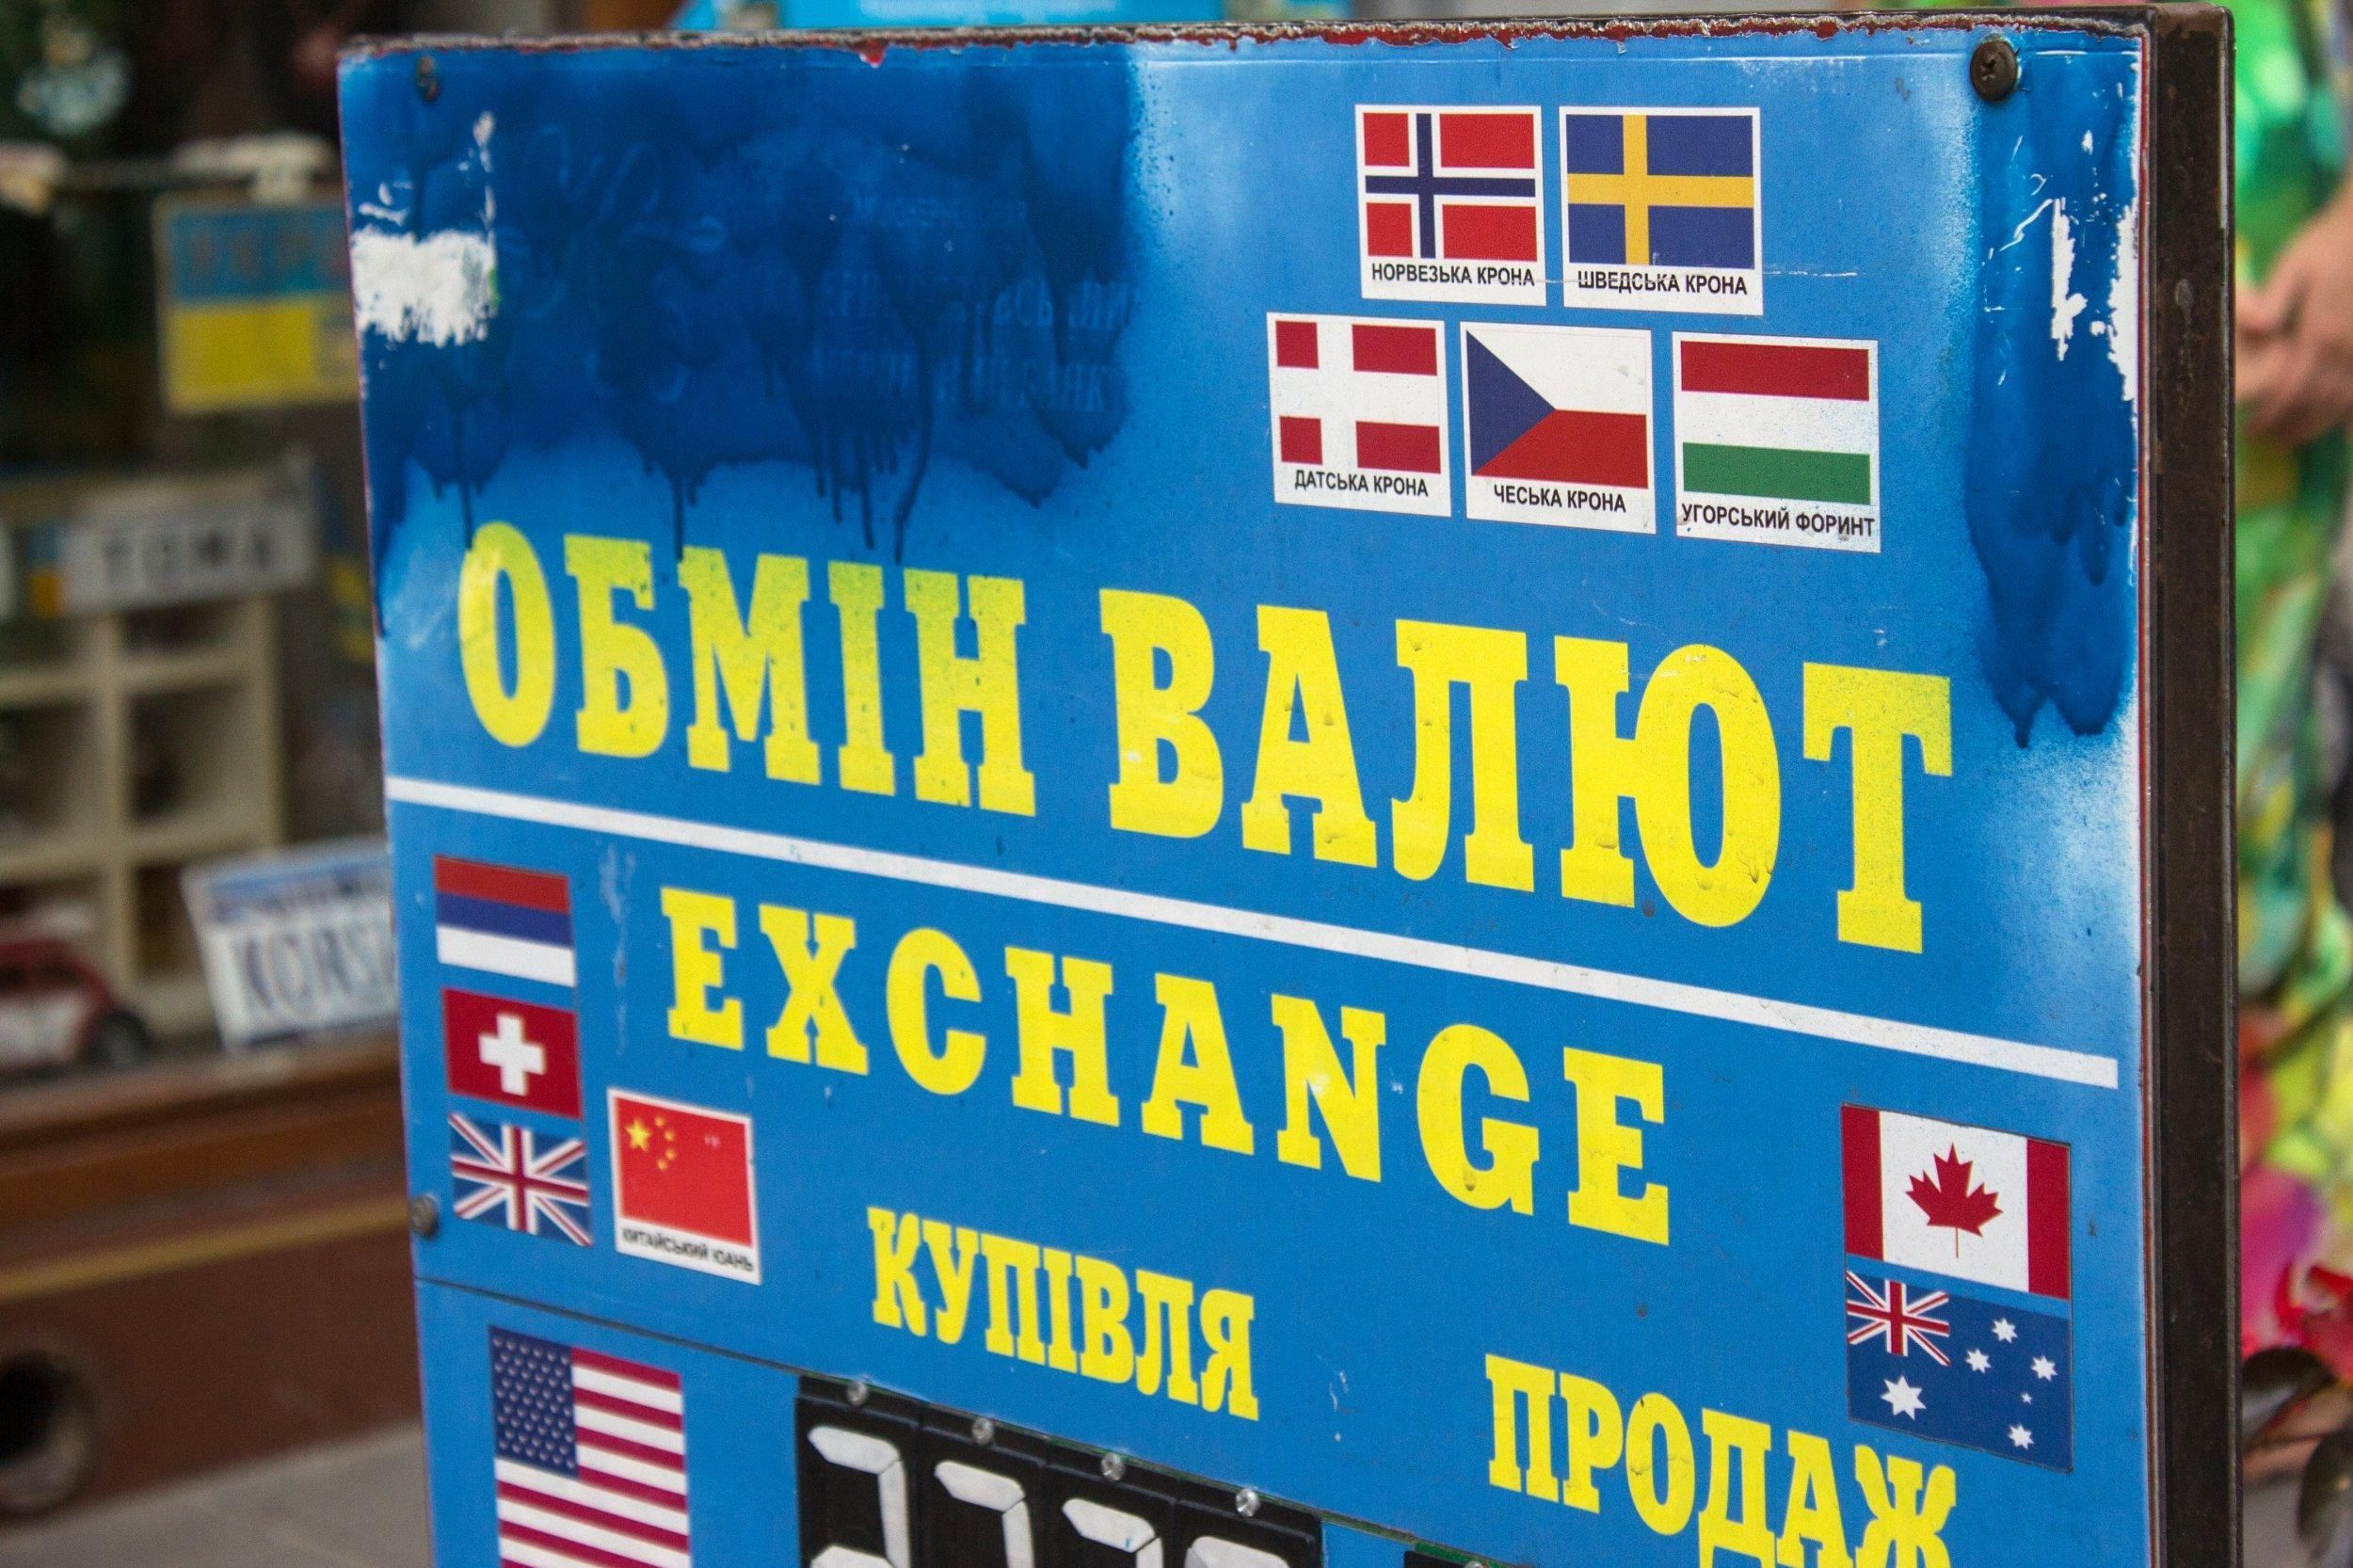 НОРВЕЗЬКА КРОНА
ШВЕДСЬКА КРОНА
ДАТСЬКА КРОНА
ЧЕСЬКА КРОНА
УГОРСЬКИЙ ФОРИНТ
ОБМІН ВАЛЮТ
EXCHANGE
КИТАЙСЬКИЙ ЮАНЬ
КУПІВЛЯ
ПРОДАЖ